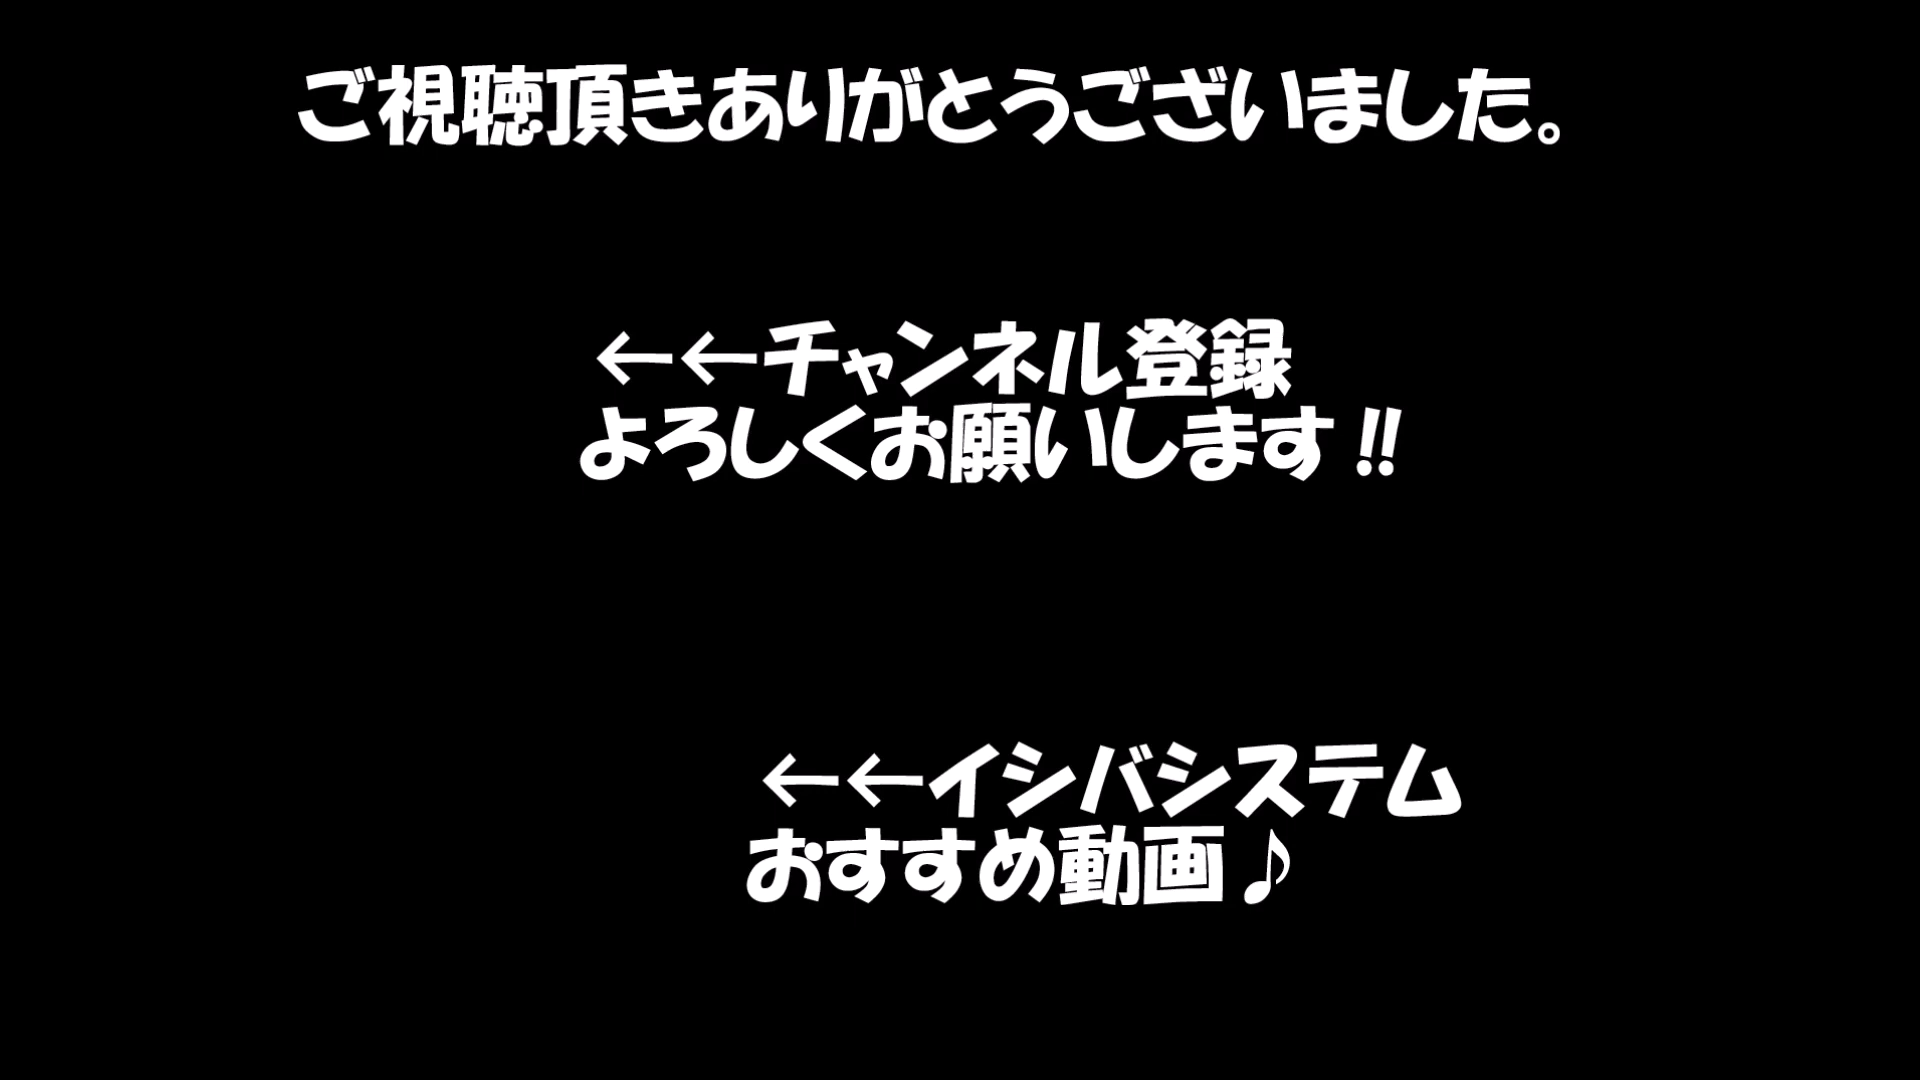 ご視聴頂きありがとうございました。
←←チャンネル登録
よろしくお願いします!!
←←イシバシステム
おすすめ動画♪